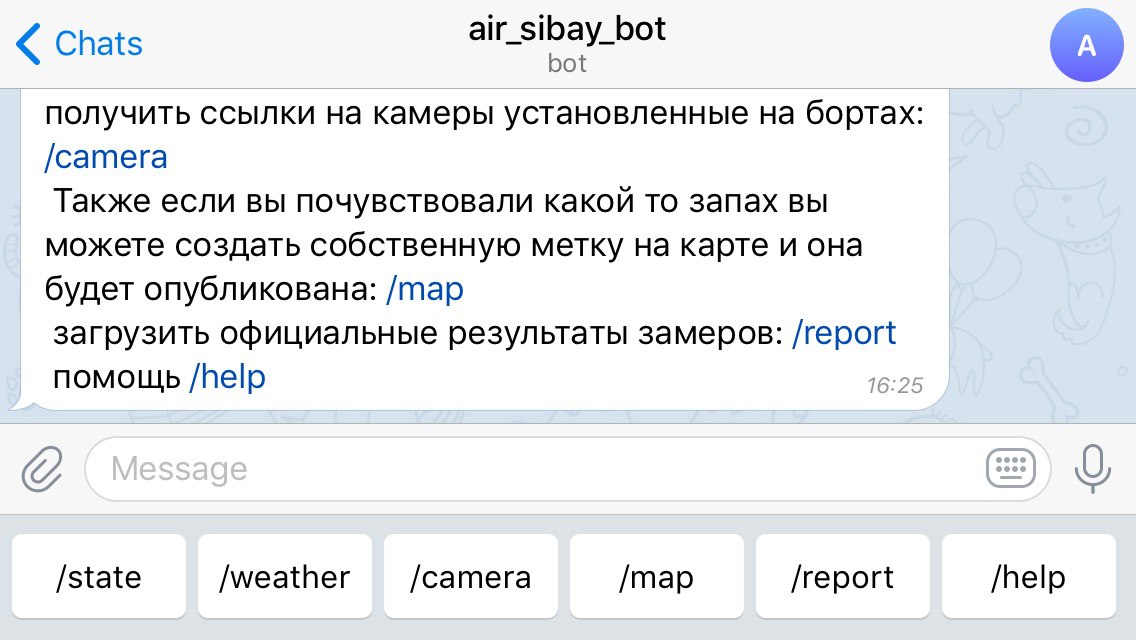 Chats
air_sibay_bot
bot
A
получить ссылки на камеры установленные на бортах:
/camera
Также если вы почувствовали какой то запах вы
можете создать собственную метку на карте и она
будет опубликована: /map
загрузить официальные результаты замеров: /report
помощь /help
16:25
Message
/state /weather /camera /map /report /help